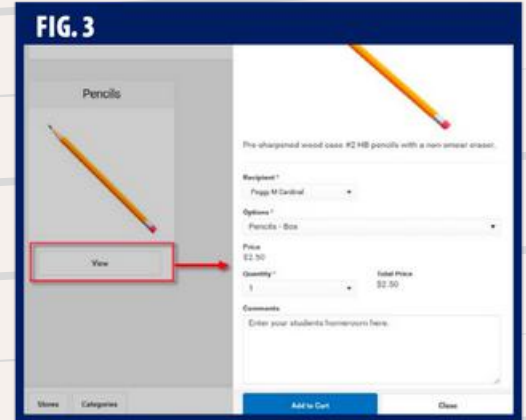 FIG. 3
Pencils
View
Stores
Categories
Pre-sharpened wood case #2 HB pencils with a non-smear eraser.
Recipient *
Peggy M Cardinal
Options *
Pencils - Box
Price
$2.50
Quantity *
1
Total Price
$2.50
Comments
Enter your students homeroom here.
Add to Cart
Close